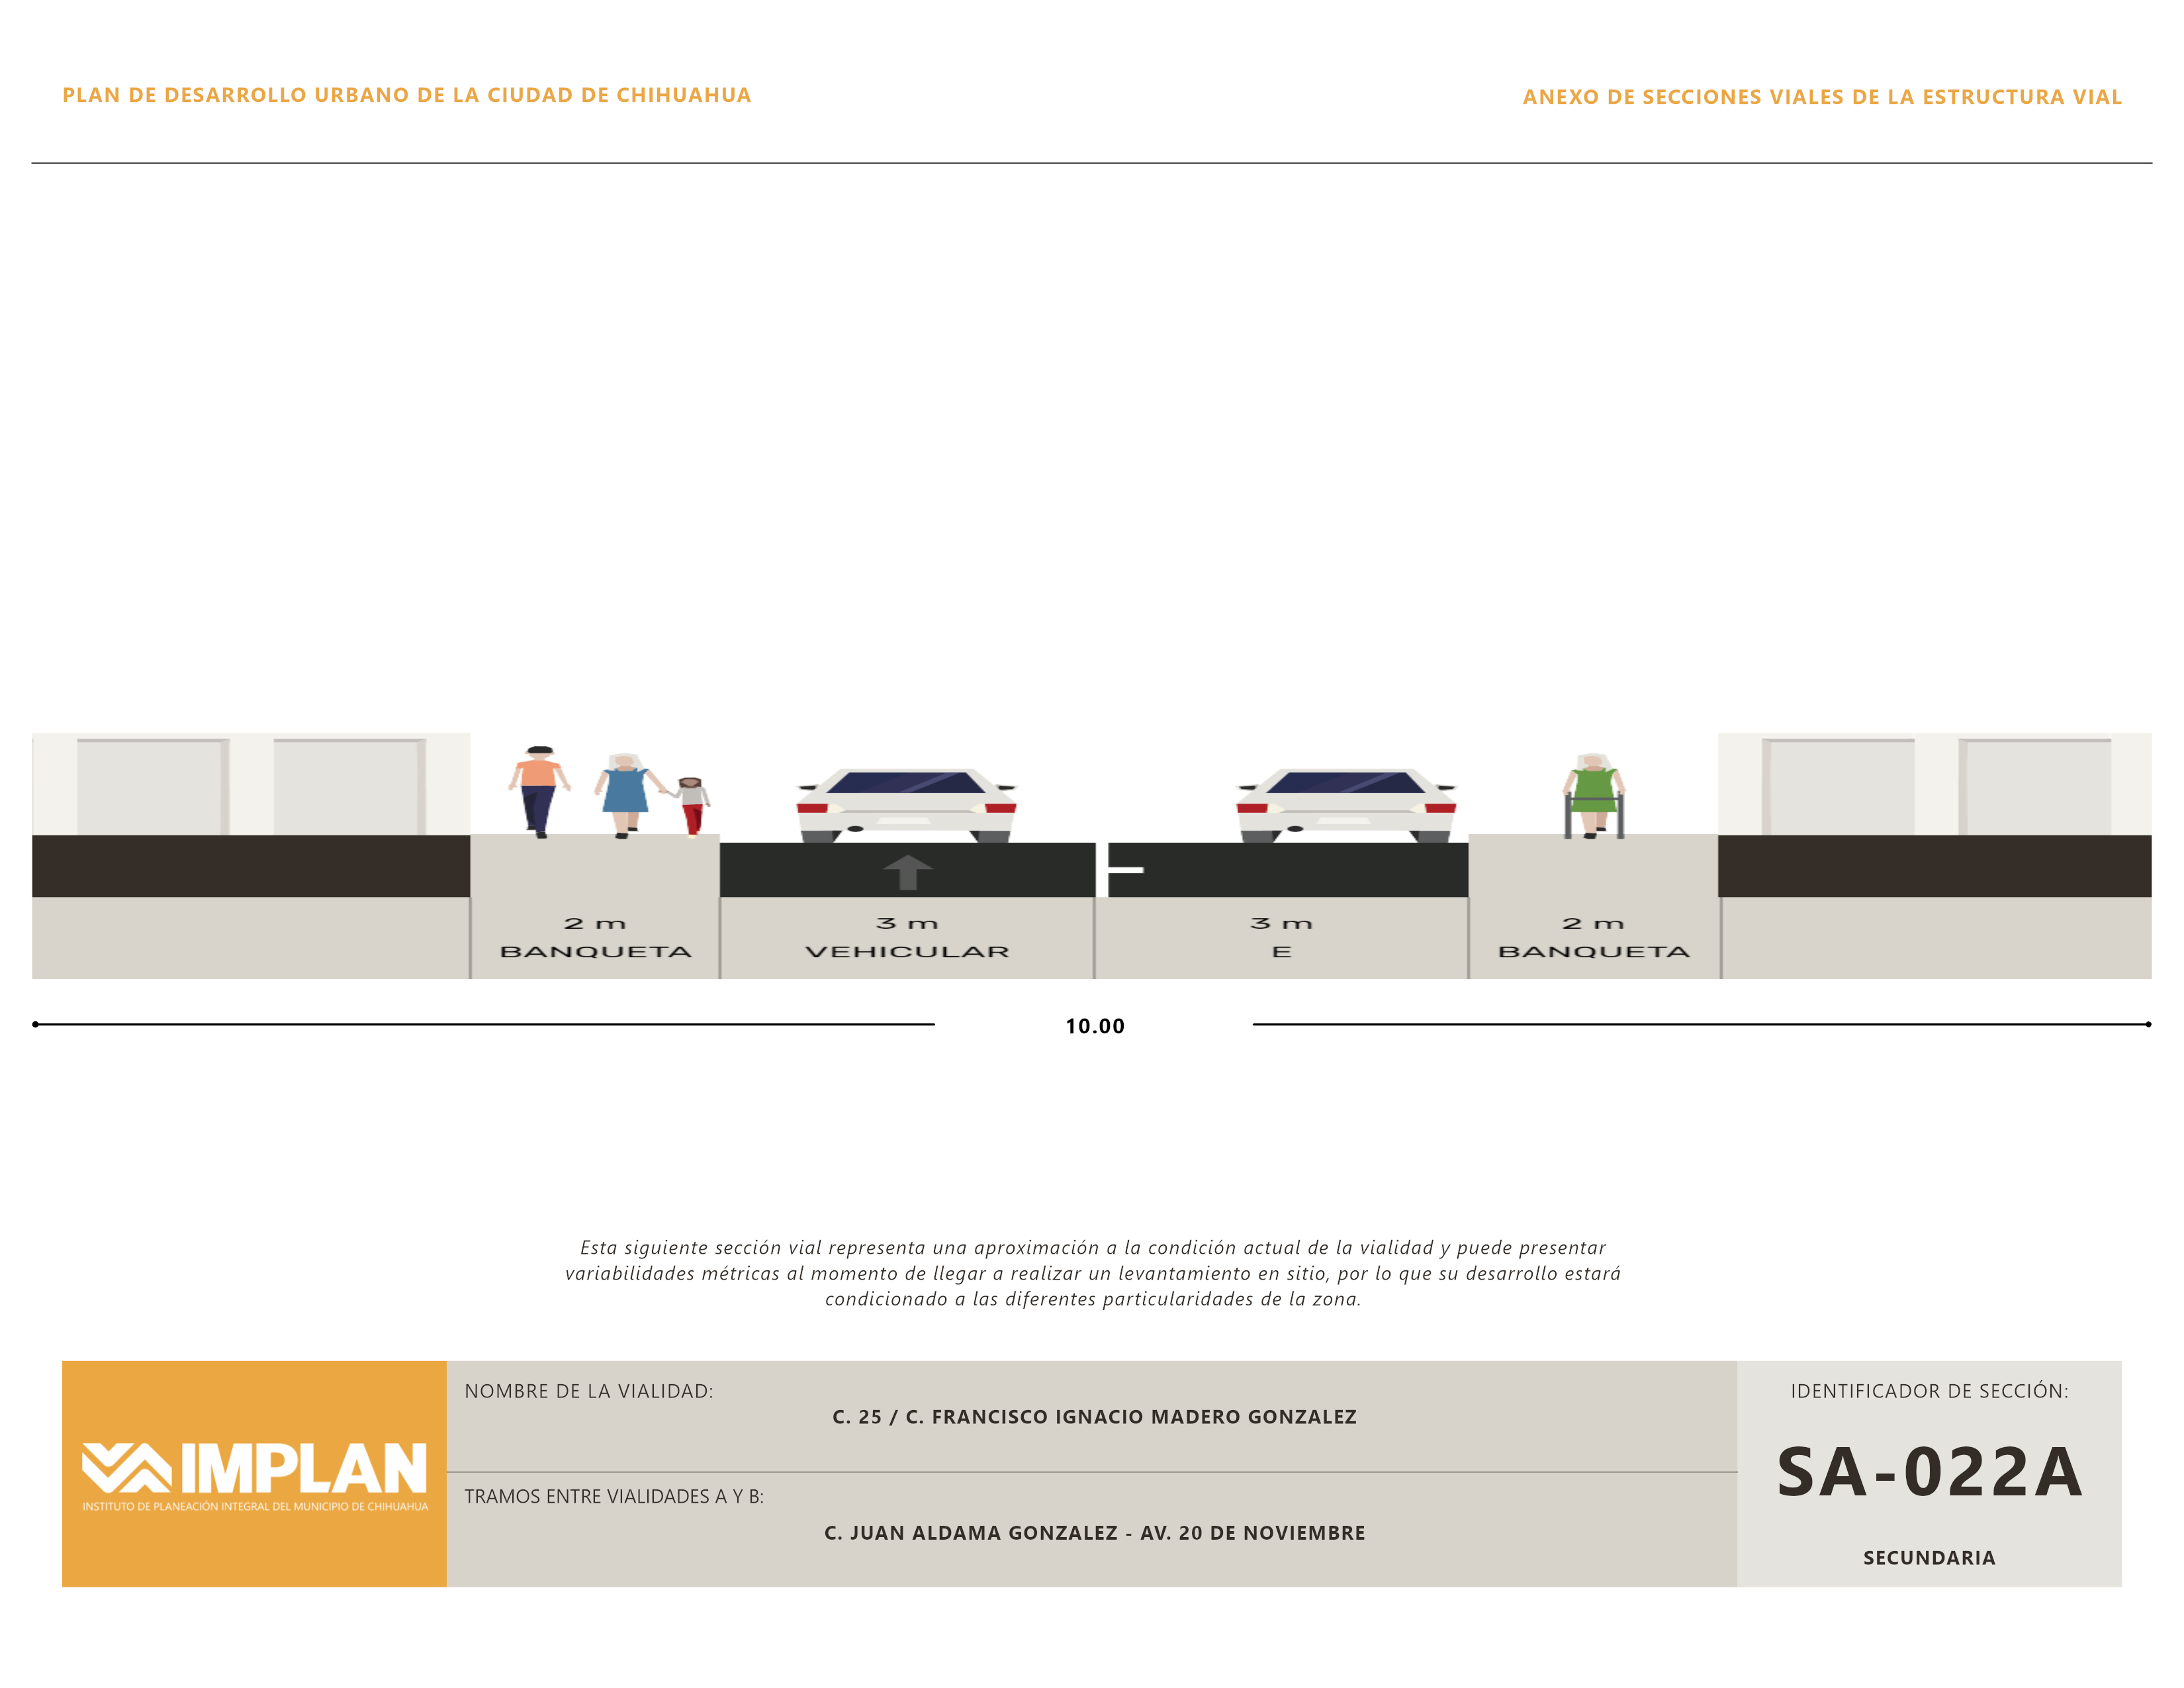 PLAN DE DESARROLLO URBANO DE LA CIUDAD DE CHIHUAHUA
ANEXO DE SECCIONES VIALES DE LA ESTRUCTURA VIAL
2 m
BANQUETA
3 m
VEHICULAR
3 m
E
2 m
BANQUETA
10.00
Esta siguiente sección vial representa una aproximación a la condición actual de la vialidad y puede presentar
variabilidades métricas al momento de llegar a realizar un levantamiento en sitio, por lo que su desarrollo estará
condicionado a las diferentes particularidades de la zona.
IMPLAN
INSTITUTO DE PLANEACIÓN INTEGRAL DEL MUNICIPIO DE CHIHUAHUA
NOMBRE DE LA VIALIDAD:
C. 25 / C. FRANCISCO IGNACIO MADERO GONZALEZ
TRAMOS ENTRE VIALIDADES A Y B:
C. JUAN ALDAMA GONZALEZ - AV. 20 DE NOVIEMBRE
IDENTIFICADOR DE SECCIÓN:
SA-022A
SECUNDARIA